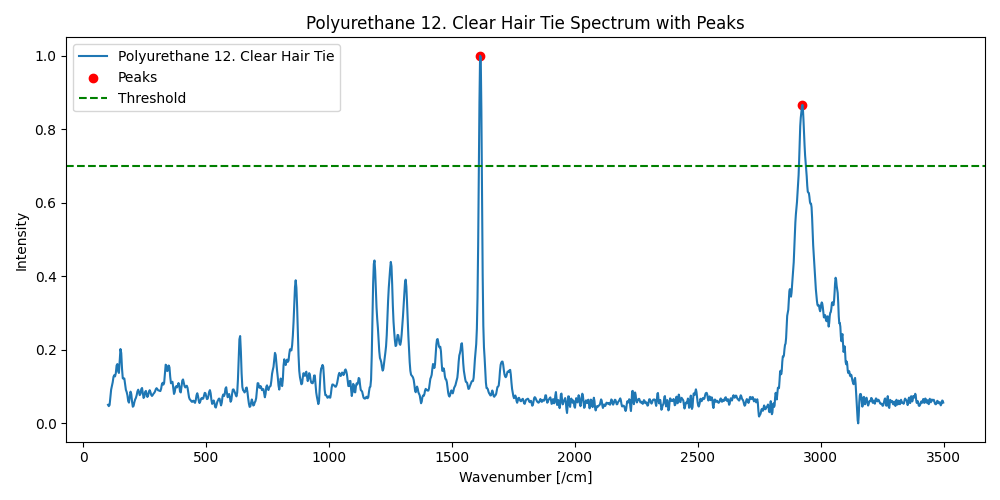 Polyurethane 12. Clear Hair Tie Spectrum with Peaks
Polyurethane 12. Clear Hair Tie
Peaks
Threshold
Intensity
1.0
0.8
0.6
0.4
0.2
0.0
0 500 1000 1500 2000 2500 3000 3500
Wavenumber [/cm]